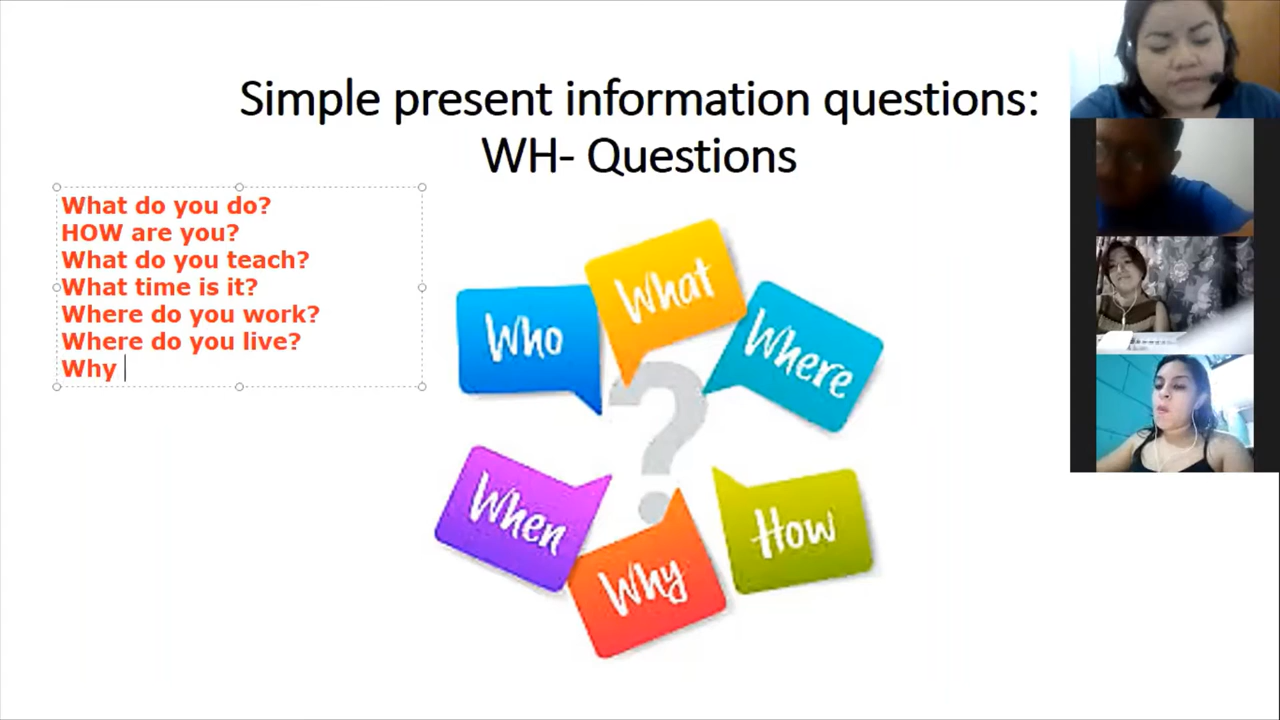 Simple present information questions:
WH- Questions
What do you do?
HOW are you?
What do you teach?
What time is it?
Where do you work?
Where do you live?
Why
Who
What
Where
When
Why
How